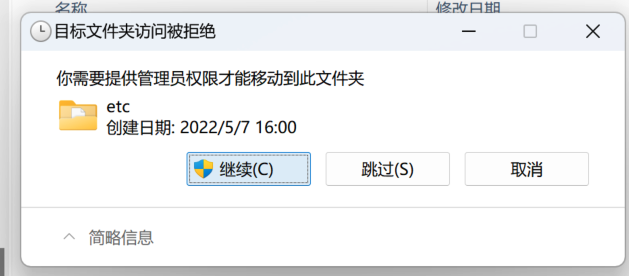 名称 修改日期
目标文件夹访问被拒绝
你需要提供管理员权限才能移动到此文件夹
etc
创建日期: 2022/5/7 16:00
继续(C) 跳过(S) 取消
简略信息